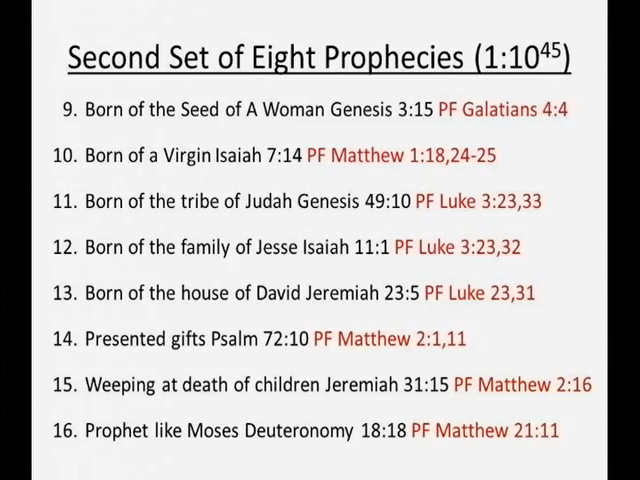 Second Set of Eight Prophecies (1:10⁴⁵)
9. Born of the Seed of A Woman Genesis 3:15 PF Galatians 4:4
10. Born of a Virgin Isaiah 7:14 PF Matthew 1:18,24-25
11. Born of the tribe of Judah Genesis 49:10 PF Luke 3:23,33
12. Born of the family of Jesse Isaiah 11:1 PF Luke 3:23,32
13. Born of the house of David Jeremiah 23:5 PF Luke 23,31
14. Presented gifts Psalm 72:10 PF Matthew 2:1,11
15. Weeping at death of children Jeremiah 31:15 PF Matthew 2:16
16. Prophet like Moses Deuteronomy 18:18 PF Matthew 21:11